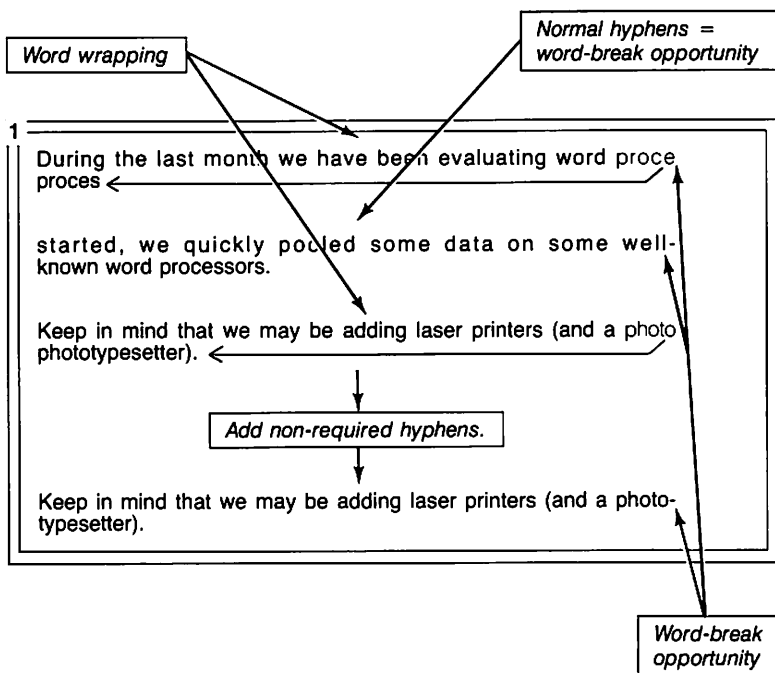 Word wrapping
Normal hyphens =
word-break opportunity
1
During the last month we have been evaluating word proce
proces
started, we quickly pooled some data on some well-
known word processors.
Keep in mind that we may be adding laser printers (and a photo
phototypesetter).
Add non-required hyphens.
Keep in mind that we may be adding laser printers (and a photo-
typesetter).
Word-break
opportunity